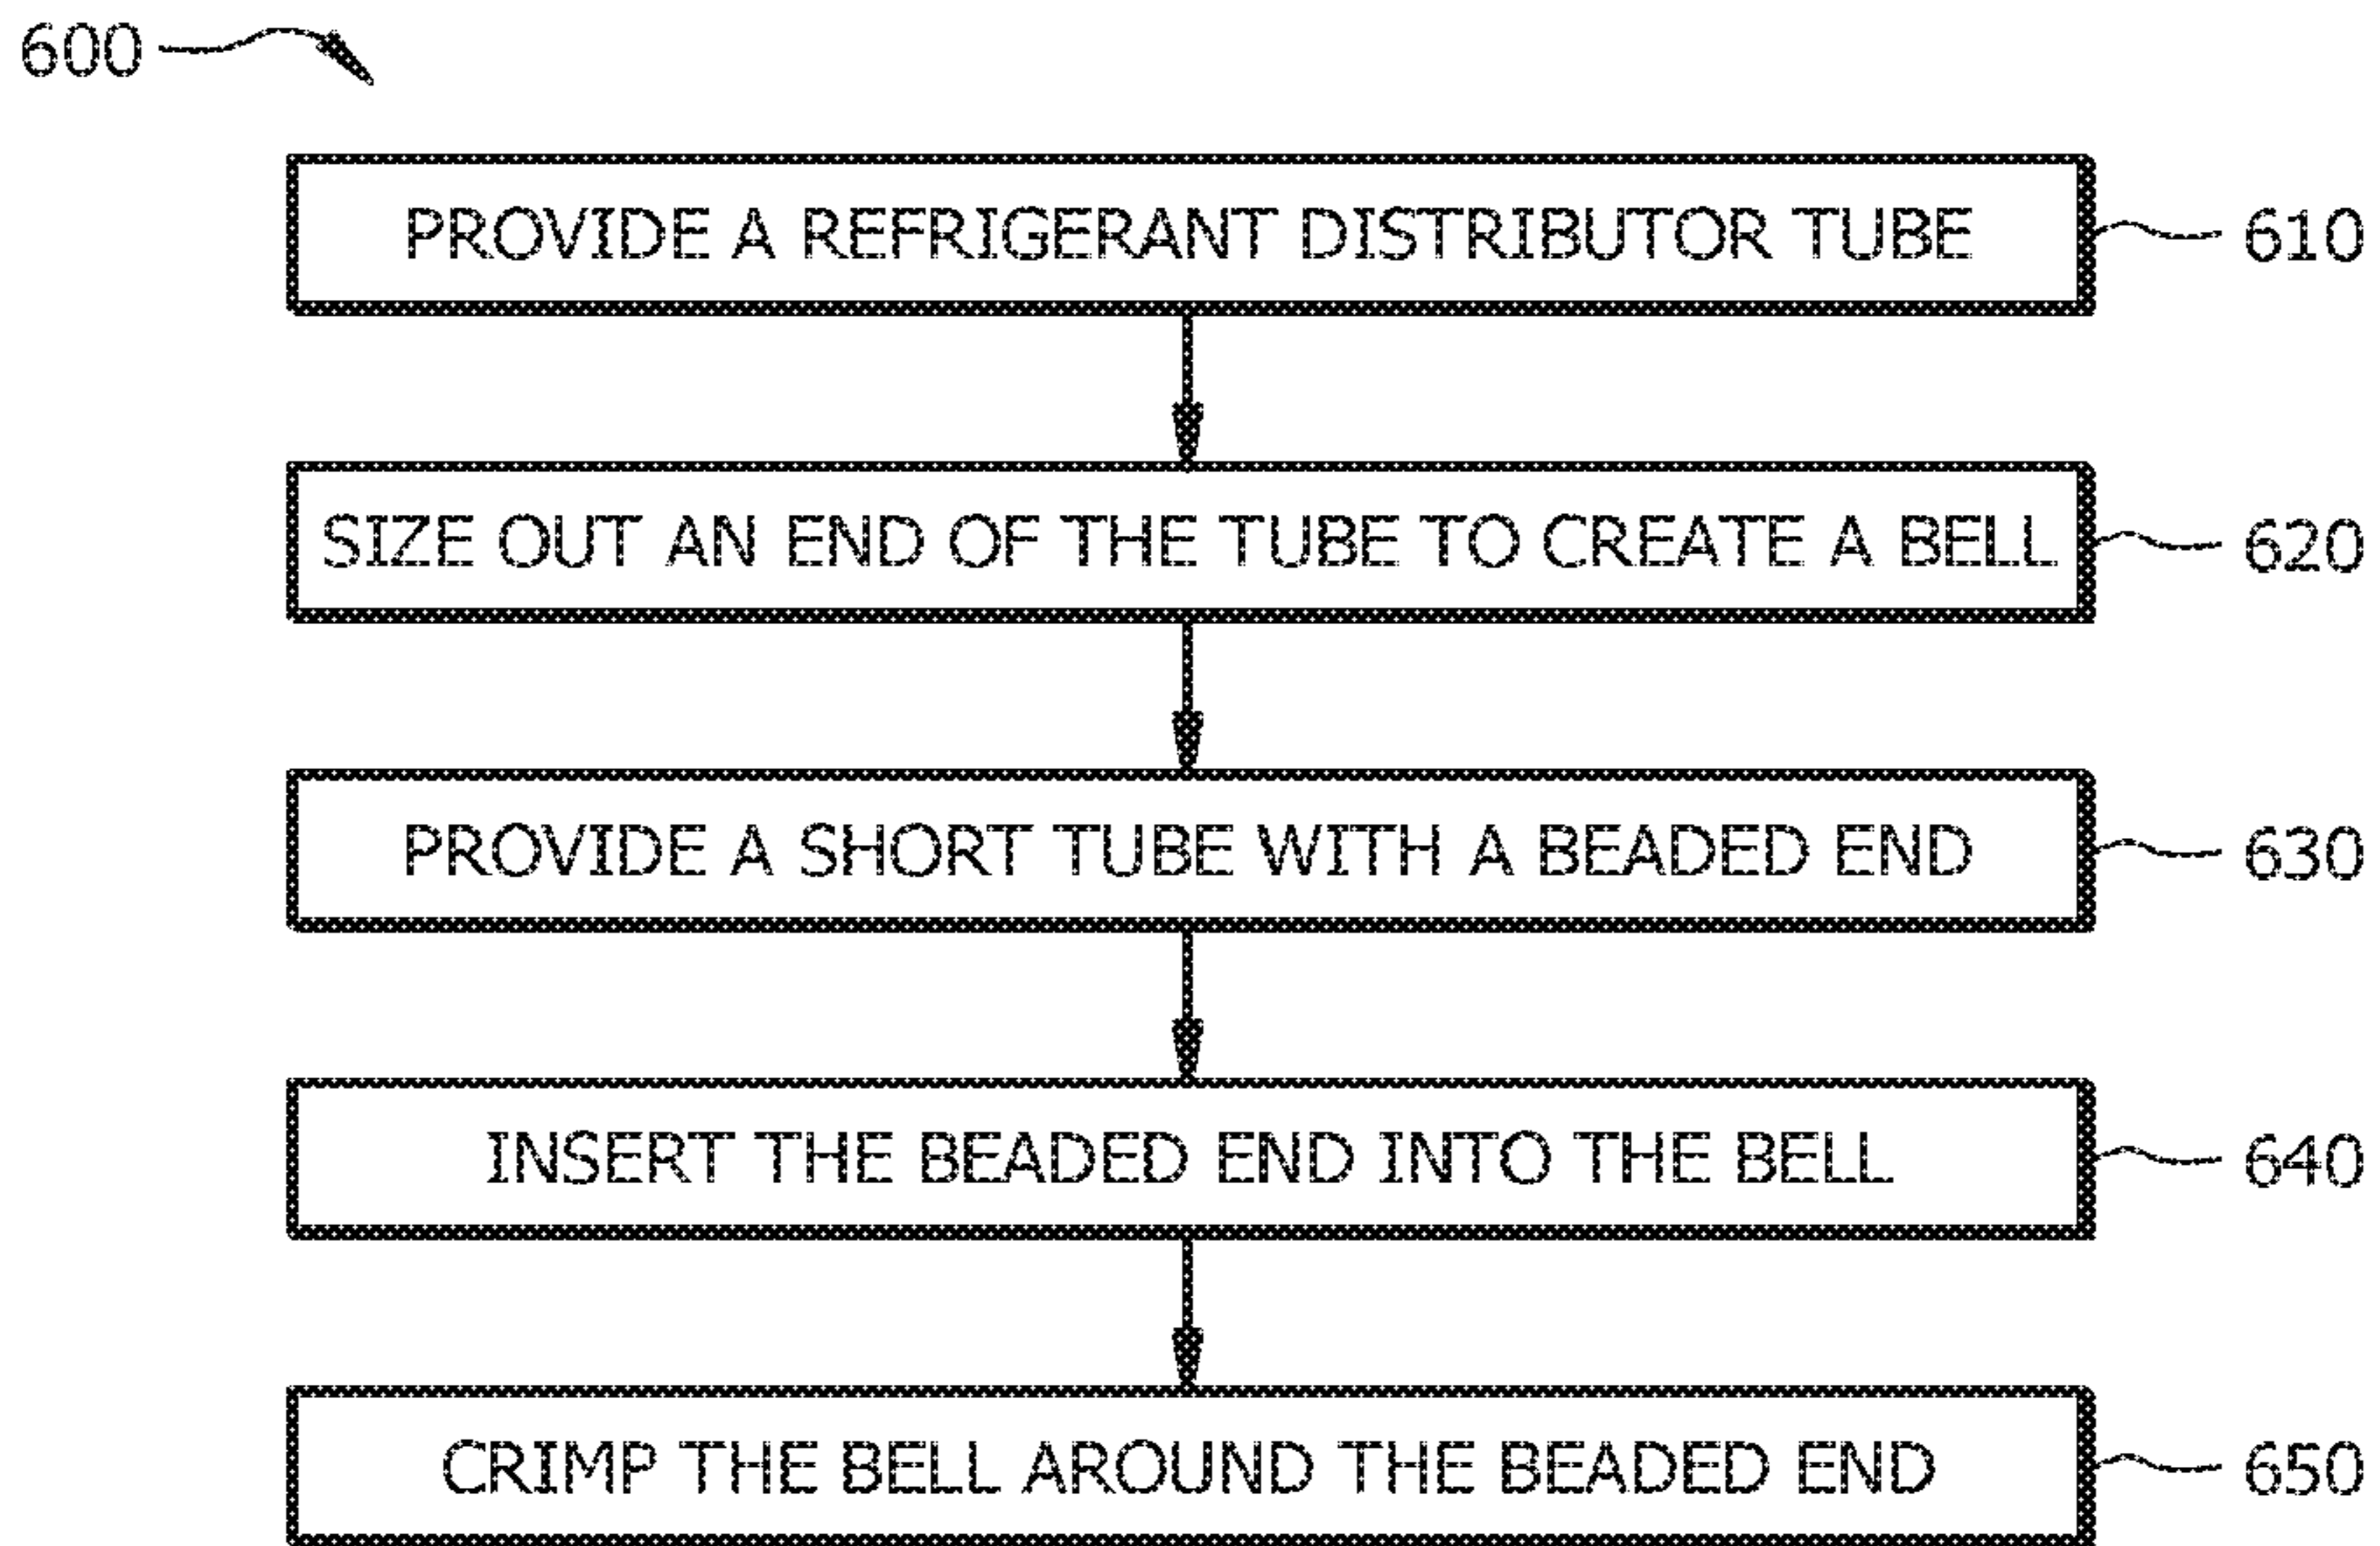 600
PROVIDE A REFRIGERANT DISTRIBUTOR TUBE 610
SIZE OUT AN END OF THE TUBE TO CREATE A BELL 620
PROVIDE A SHORT TUBE WITH A BEADED END 630
INSERT THE BEADED END INTO THE BELL 640
CRIMP THE BELL AROUND THE BEADED END 650